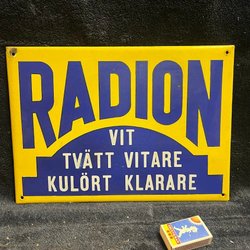 RADION
VIT
TVÄTT VITARE
KULÖRT KLARARE